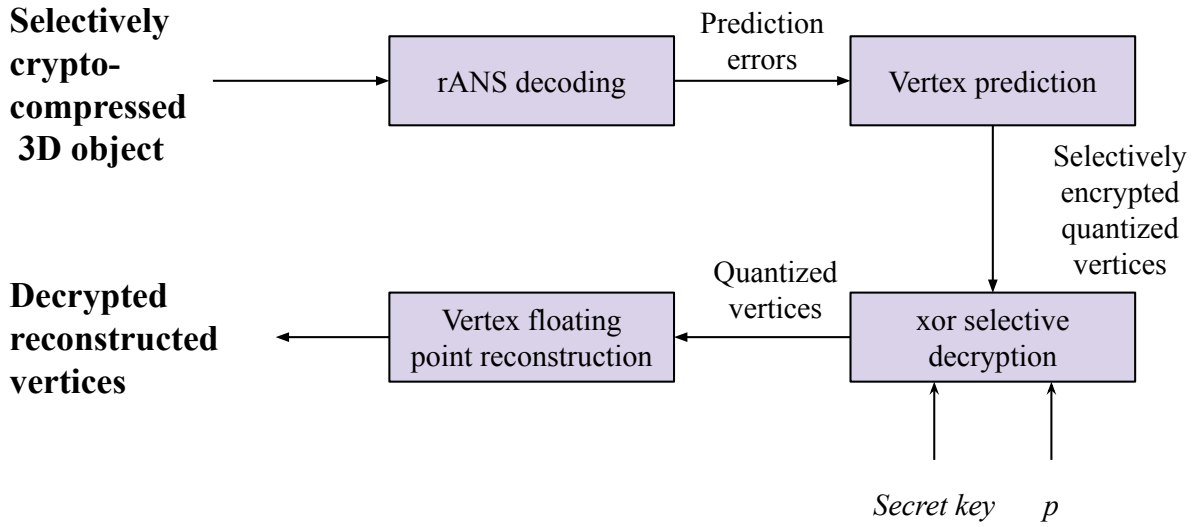 Selectively
crypto-
compressed
3D object
rANS decoding
Prediction
errors
Vertex prediction
Selectively
encrypted
quantized
vertices
xor selective
decryption
Secret key
p
Quantized
vertices
Vertex floating
point reconstruction
Decrypted
reconstructed
vertices